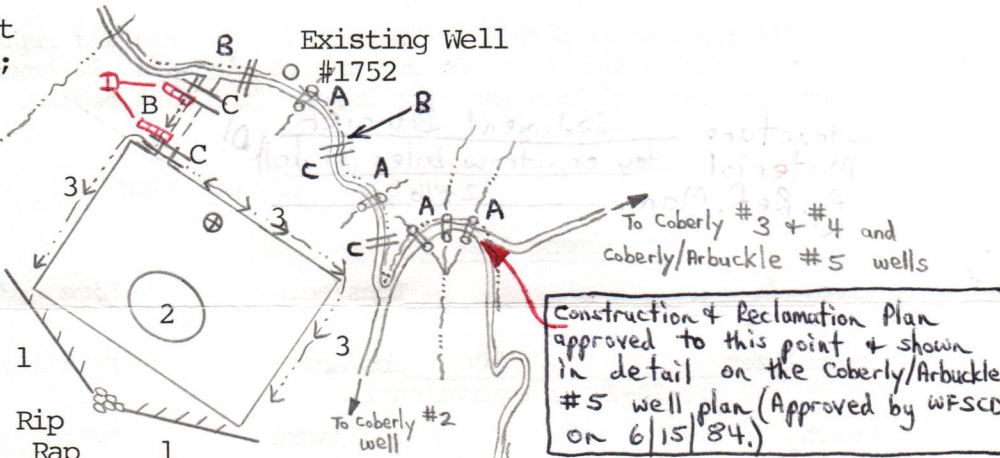 t
;
B
Existing Well
#1752
D
B
C
A
B
C
C
A
3
3
A
A
C
To Coberly #3 & #4 and
Coberly/Arbuckle #5 wells
2
1
3
Construction & Reclamation Plan
approved to this point & shown
in detail on the Coberly/Arbuckle
#5 well plan (Approved by WFSCD
on 6/15/84.)
To Coberly #2
well
Rip
Rap
1